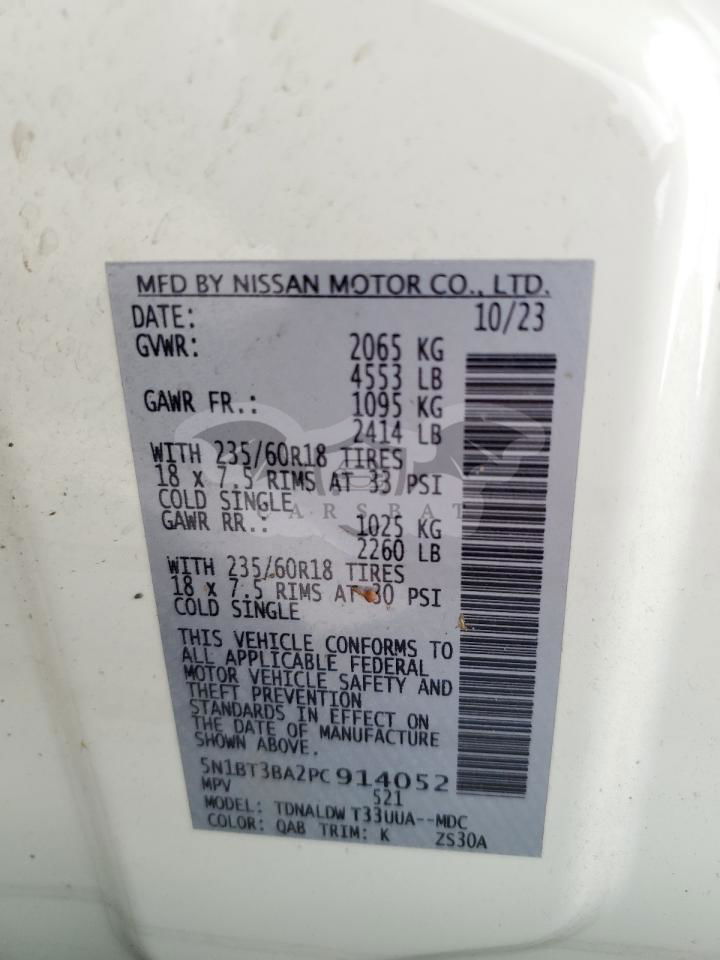 MFD BY NISSAN MOTOR CO., LTD.
DATE: 10/23
GVWR: 2065 KG
4553 LB
GAWR FR.: 1095 KG
2414 LB
WITH 235/60R18 TIRES
18 x 7.5 RIMS AT 33 PSI
COLD SINGLE
CARSBAT
GAWR RR.: 1025 KG
2260 LB
WITH 235/60R18 TIRES
18 x 7.5 RIMS AT 30 PSI
COLD SINGLE
THIS VEHICLE CONFORMS TO
ALL APPLICABLE FEDERAL
MOTOR VEHICLE SAFETY AND
THEFT PREVENTION
STANDARDS IN EFFECT ON
THE DATE OF MANUFACTURE
SHOWN ABOVE.
5N1BT3BA2PC914052
MPV 521
MODEL: TDNALDW T33UUA--MDC
COLOR: QAB TRIM: K ZS30A